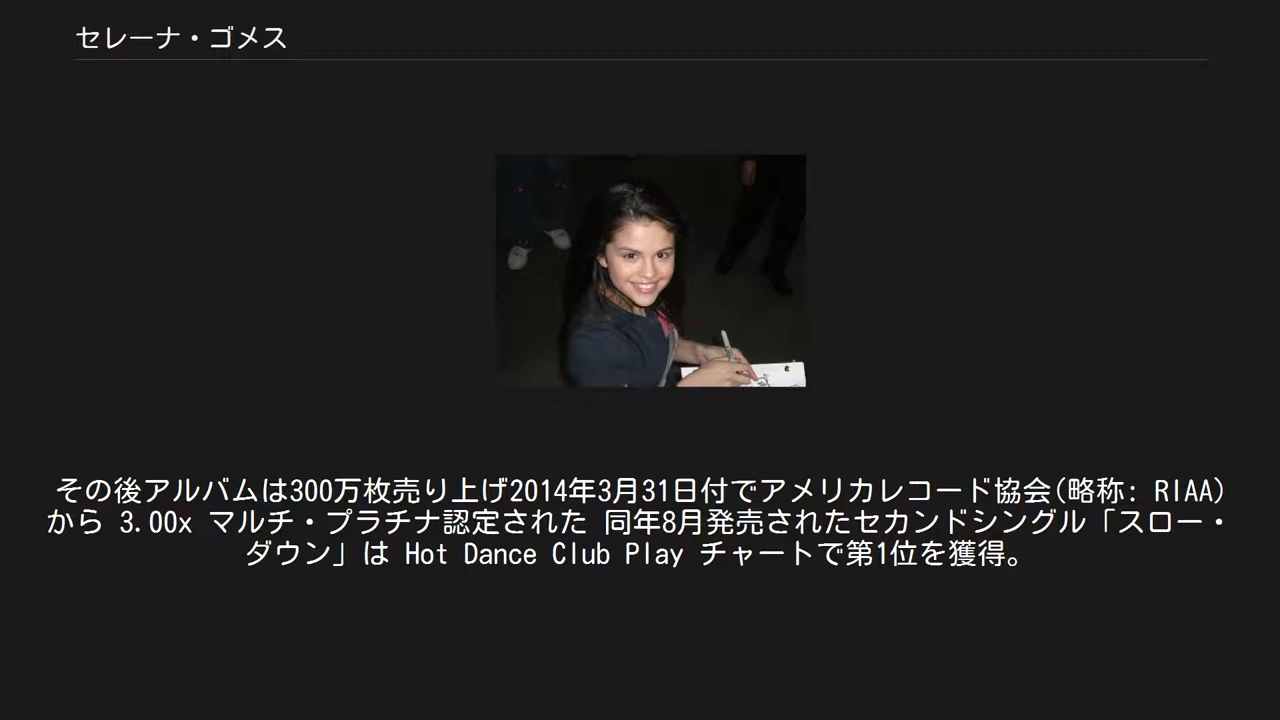 セレーナ・ゴメス
その後アルバムは300万枚売り上げ2014年3月31日付でアメリカレコード協会(略称: RIAA)
から 3.00x マルチ・プラチナ認定された 同年8月発売されたセカンドシングル「スロー・
ダウン」は Hot Dance Club Play チャートで第1位を獲得。